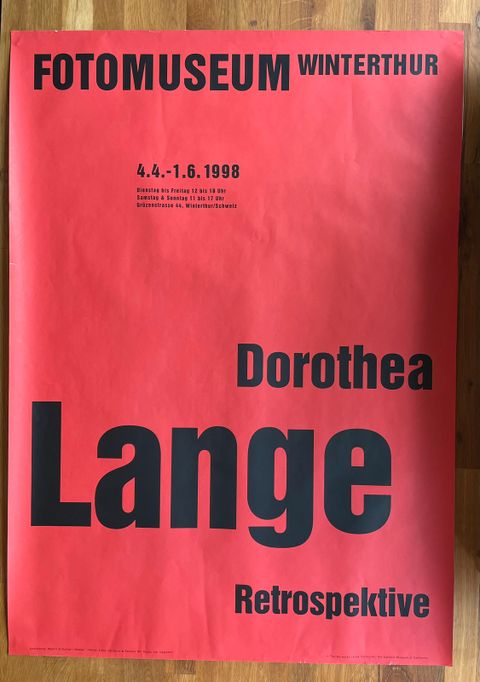 FOTOMUSEUM WINTERTHUR
4.4.-1.6.1998
Dienstag bis Freitag 12 bis 18 Uhr
Samstag & Sonntag 11 bis 17 Uhr
Grüzenstrasse 44, Winterthur/Schweiz
Dorothea
Lange
Retrospektive